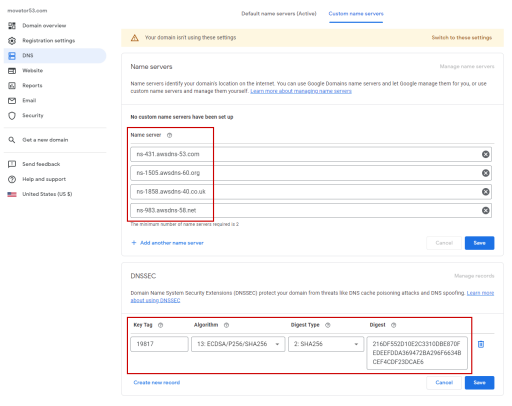 movetor53.com
Domain overview
Registration settings
DNS
Website
Reports
Email
Security
Get a new domain
Send feedback
Help and support
United States (US $)
Default name servers (Active)
Custom name servers
Your domain isn't using these settings
Switch to these settings
Name servers
Manage name servers
Name servers identify your domain's location on the internet. You can use Google Domains name servers and let Google manage them for you, or use
custom name servers and manage them yourself. Learn more about managing name servers
No custom name servers have been set up
Name server
ns-431.awsdns-53.com
ns-1505.awsdns-60.org
ns-1858.awsdns-40.co.uk
ns-983.awsdns-58.net
The minimum number of name servers required is 2.
+ Add another name server
Cancel
Save
DNSSEC
Manage records
Domain Name System Security Extensions (DNSSEC) protect your domain from threats like DNS cache poisoning attacks and DNS spoofing. Learn more
about using DNSSEC
Key Tag
Algorithm
Digest Type
Digest
19817
13: ECDSA/P256/SHA256
2: SHA256
216DF552D10E2C3310DBE870F
EDEEFDDA369472BA296F6634B
CEF4CDF23DCAE6
Create new record
Cancel
Save